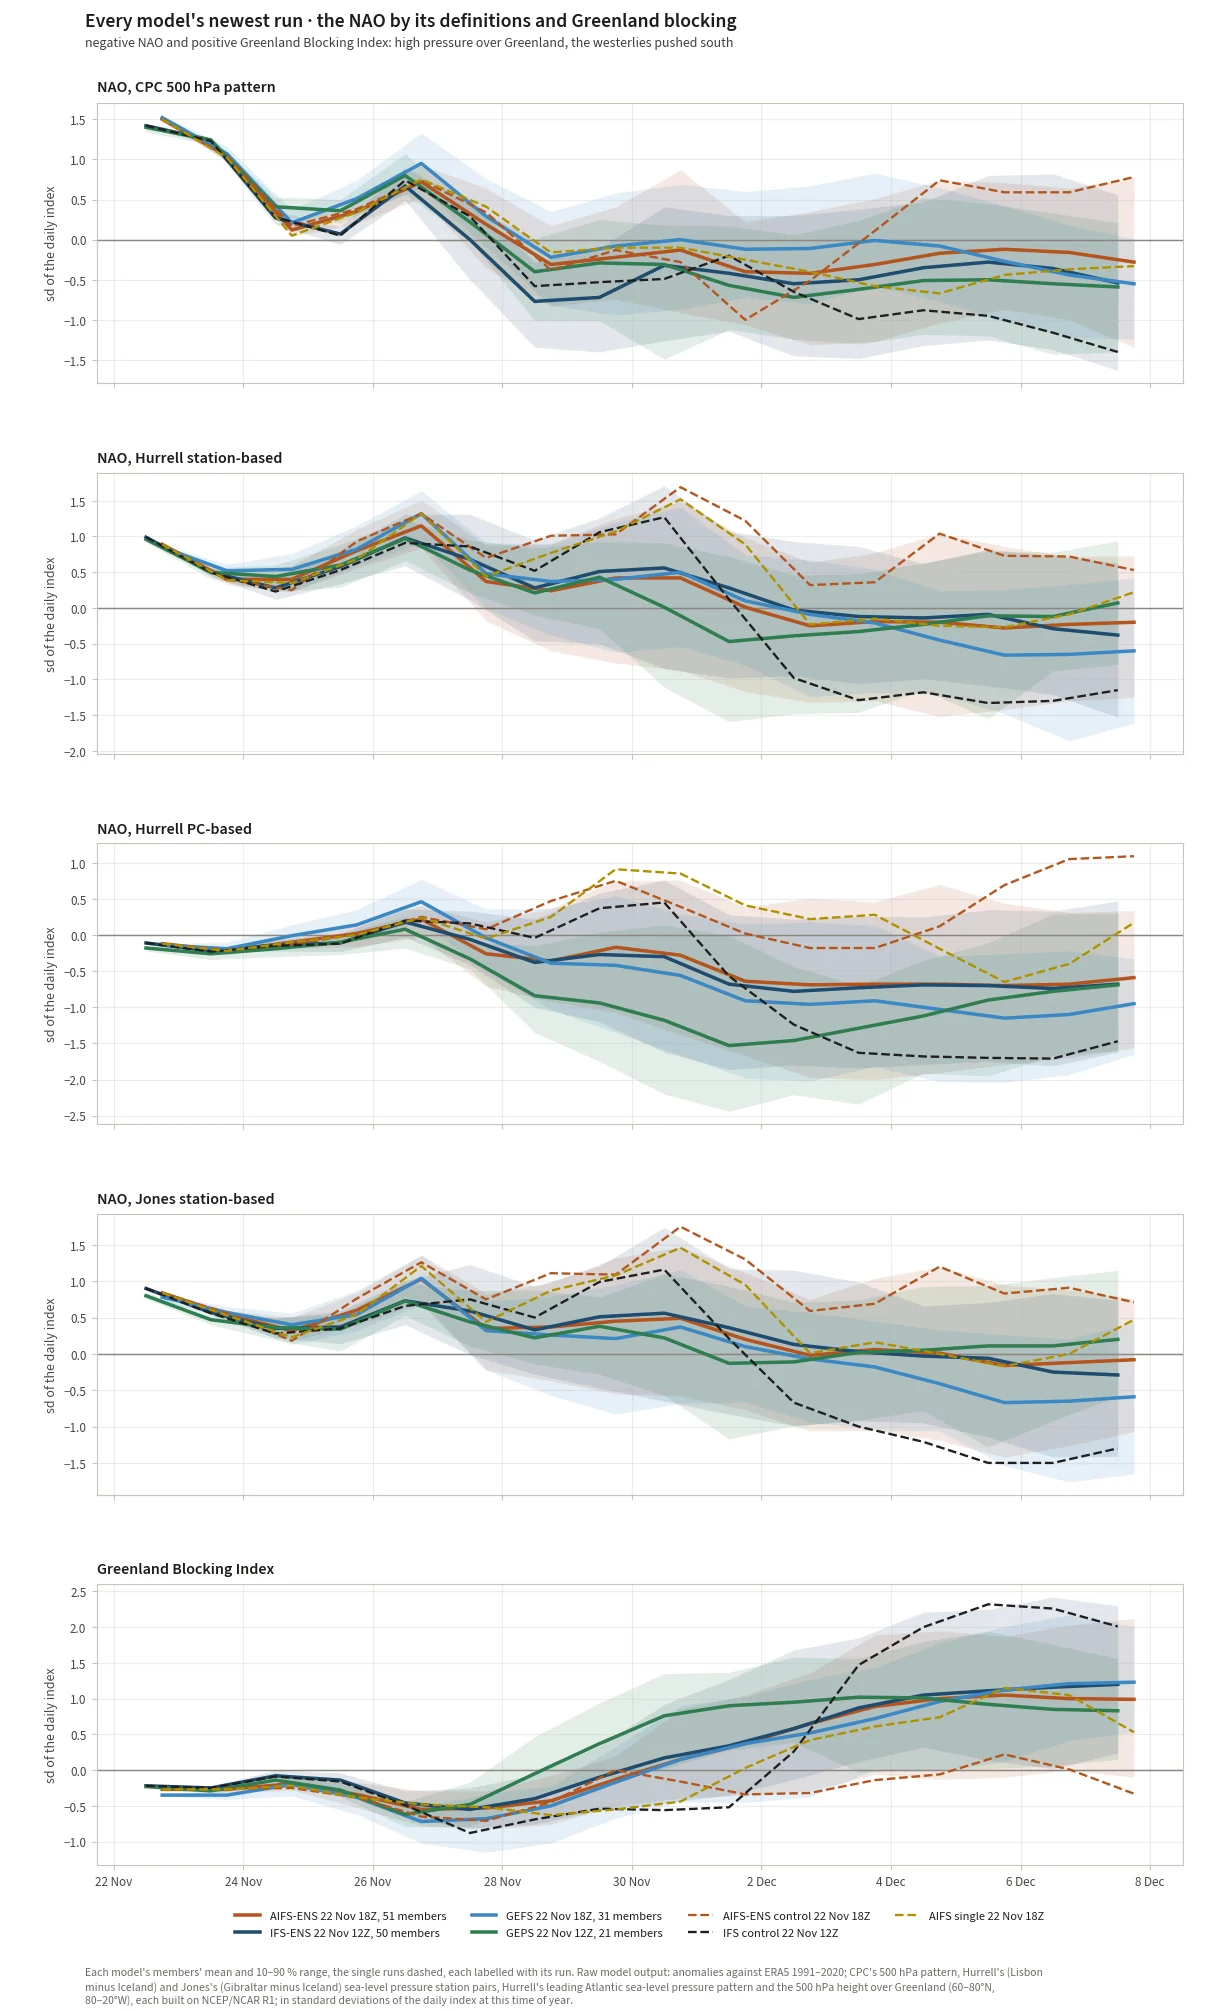 Every model's newest run · the NAO by its definitions and Greenland blocking
negative NAO and positive Greenland Blocking Index: high pressure over Greenland, the westerlies pushed south
NAO, CPC 500 hPa pattern
sd of the daily index
1.5
1.0
0.5
0.0
−0.5
−1.0
−1.5
NAO, Hurrell station-based
sd of the daily index
1.5
1.0
0.5
0.0
−0.5
−1.0
−1.5
−2.0
NAO, Hurrell PC-based
sd of the daily index
1.0
0.5
0.0
−0.5
−1.0
−1.5
−2.0
−2.5
NAO, Jones station-based
sd of the daily index
1.5
1.0
0.5
0.0
−0.5
−1.0
−1.5
Greenland Blocking Index
sd of the daily index
2.5
2.0
1.5
1.0
0.5
0.0
−0.5
−1.0
22 Nov 24 Nov 26 Nov 28 Nov 30 Nov 2 Dec 4 Dec 6 Dec 8 Dec
AIFS-ENS 22 Nov 18Z, 51 members GEFS 22 Nov 18Z, 31 members AIFS-ENS control 22 Nov 18Z AIFS single 22 Nov 18Z
IFS-ENS 22 Nov 12Z, 50 members GEPS 22 Nov 12Z, 21 members IFS control 22 Nov 12Z
Each model's members' mean and 10–90 % range, the single runs dashed, each labelled with its run. Raw model output: anomalies against ERA5 1991–2020; CPC's 500 hPa pattern, Hurrell's (Lisbon
minus Iceland) and Jones's (Gibraltar minus Iceland) sea-level pressure station pairs, Hurrell's leading Atlantic sea-level pressure pattern and the 500 hPa height over Greenland (60–80°N,
80–20°W), each built on NCEP/NCAR R1; in standard deviations of the daily index at this time of year.